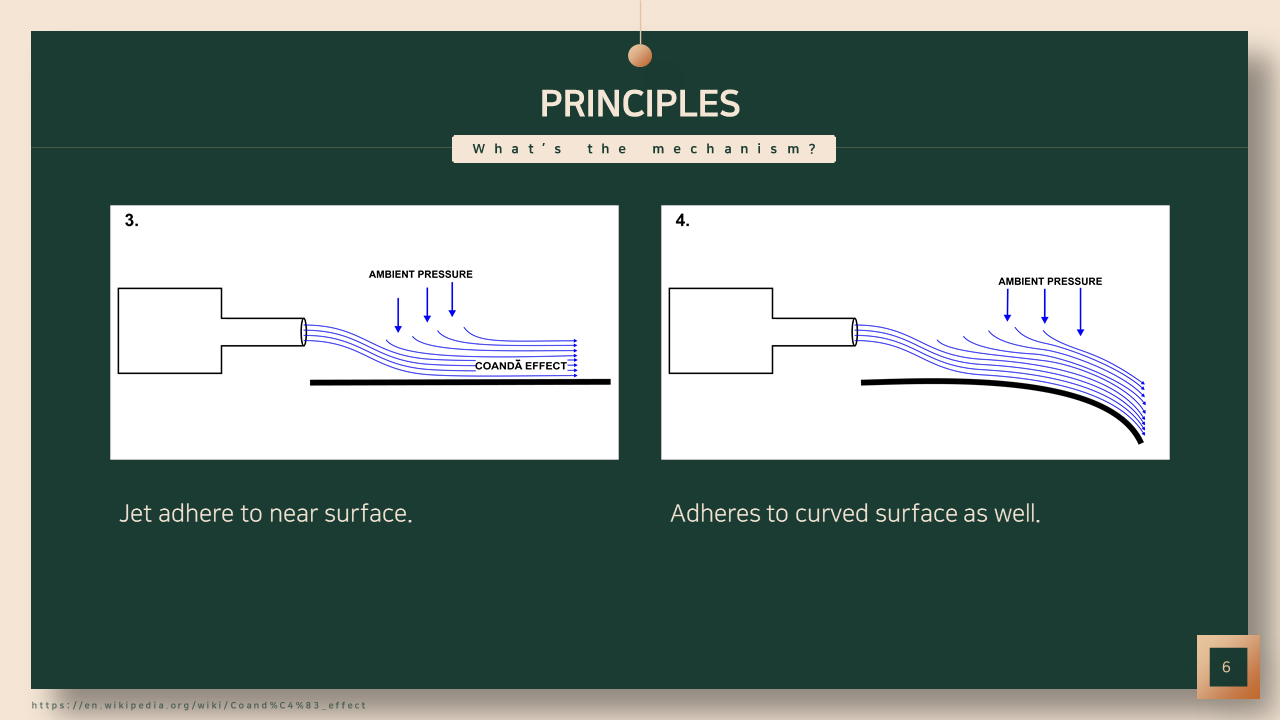 PRINCIPLES
What's the mechanism?
3.
AMBIENT PRESSURE
COANDĀ EFFECT
Jet adhere to near surface.
4.
AMBIENT PRESSURE
Adheres to curved surface as well.
6
https://en.wikipedia.org/wiki/Coand%C4%83_effect